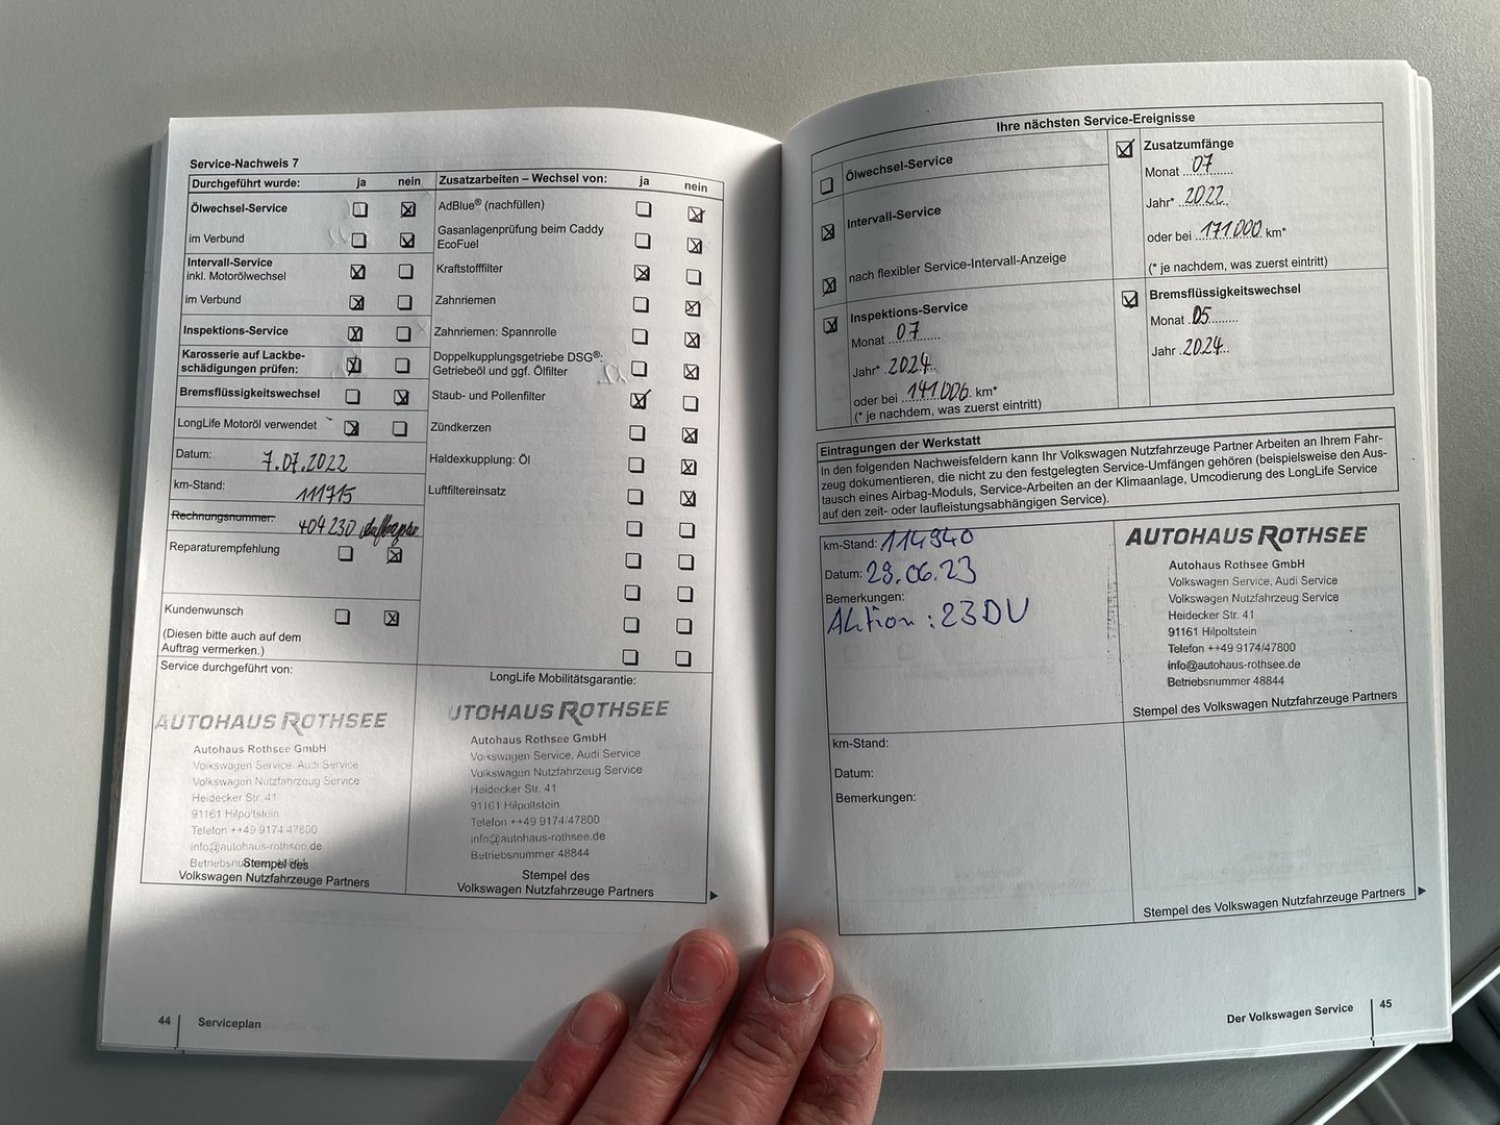 Service-Nachweis 7
Durchgeführt wurde: ja nein
Ölwechsel-Service
im Verbund
Intervall-Service
inkl. Motorölwechsel
im Verbund
Inspektions-Service
Karosserie auf Lackbe-
schädigungen prüfen:
Bremsflüssigkeitswechsel
LongLife Motoröl verwendet
Datum: 7.07.2022
km-Stand: 111715
Rechnungsnummer: 404230
Reparaturempfehlung
Kundenwunsch
(Diesen bitte auch auf dem
Auftrag vermerken.)
Service durchgeführt von:
AUTOHAUS ROTHSEE
Autohaus Rothsee GmbH
Volkswagen Service, Audi Service
Volkswagen Nutzfahrzeug Service
Heidecker Str. 41
91161 Hilpoltstein
Telefon ++49 9174 47800
info@autohaus-rothsee.de
Stempel des
Volkswagen Nutzfahrzeuge Partners
Zusatzarbeiten – Wechsel von: ja nein
AdBlue® (nachfüllen)
Gasanlagenprüfung beim Caddy
EcoFuel
Kraftstofffilter
Zahnriemen
Zahnriemen: Spannrolle
Doppelkupplungsgetriebe DSG®:
Getriebeöl und ggf. Ölfilter
Staub- und Pollenfilter
Zündkerzen
Haldexkupplung: Öl
Luftfiltereinsatz
LongLife Mobilitätsgarantie:
UTOHAUS ROTHSEE
Autohaus Rothsee GmbH
Volkswagen Service, Audi Service
Volkswagen Nutzfahrzeug Service
Heidecker Str. 41
91161 Hilpoltstein
Telefon ++49 9174 47800
info@autohaus-rothsee.de
Betriebsnummer 48844
Stempel des
Volkswagen Nutzfahrzeuge Partners
44 Serviceplan
Ihre nächsten Service-Ereignisse
Ölwechsel-Service
Intervall-Service
nach flexibler Service-Intervall-Anzeige
Inspektions-Service
Monat 07
Jahr* 2024
oder bei 141.006 km*
(* je nachdem, was zuerst eintritt)
Zusatzumfänge
Monat 07
Jahr* 2022
oder bei 171000 km*
(* je nachdem, was zuerst eintritt)
Bremsflüssigkeitswechsel
Monat 05
Jahr 2024
Eintragungen der Werkstatt
In den folgenden Nachweisfeldern kann Ihr Volkswagen Nutzfahrzeuge Partner Arbeiten an Ihrem Fahr-
zeug dokumentieren, die nicht zu den festgelegten Service-Umfängen gehören (beispielsweise den Aus-
tausch eines Airbag-Moduls, Service-Arbeiten an der Klimaanlage, Umcodierung des LongLife Service
auf den zeit- oder laufleistungsabhängigen Service).
km-Stand: 114940
Datum: 29.06.23
Bemerkungen:
Aktion: 23DU
AUTOHAUS ROTHSEE
Autohaus Rothsee GmbH
Volkswagen Service, Audi Service
Volkswagen Nutzfahrzeug Service
Heidecker Str. 41
91161 Hilpoltstein
Telefon ++49 9174/47800
info@autohaus-rothsee.de
Betriebsnummer 48844
Stempel des Volkswagen Nutzfahrzeuge Partners
km-Stand:
Datum:
Bemerkungen:
Stempel des Volkswagen Nutzfahrzeuge Partners
Der Volkswagen Service 45